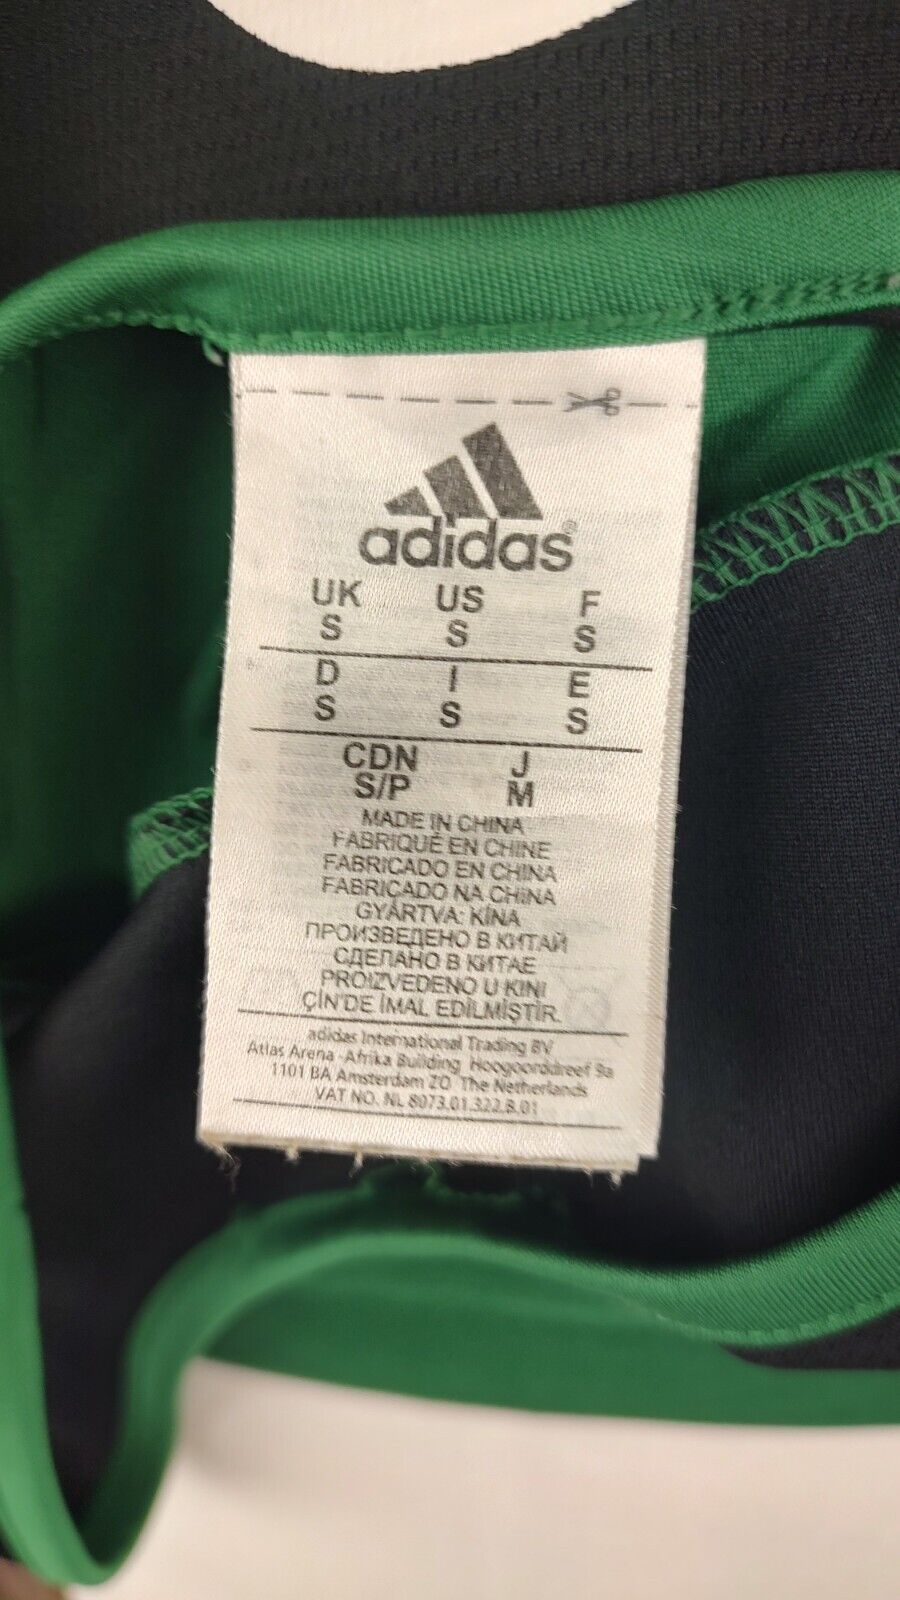 adidas®
UK US F
S S S
D I E
S S S
CDN J
S/P M
MADE IN CHINA
FABRIQUÉ EN CHINE
FABRICADO EN CHINA
FABRICADO NA CHINA
GYÁRTVA: KÍNA
ПРОИЗВЕДЕНО В КИТАЙ
СДЕЛАНО В КИТАЕ
PROIZVEDENO U KINI
ÇİN'DE İMAL EDİLMİŞTİR.
adidas International Trading BV
Atlas Arena -Afrika Building Hoogoorddreef 9a
1101 BA Amsterdam ZO The Netherlands
VAT NO. NL 8073.01.322.B.01